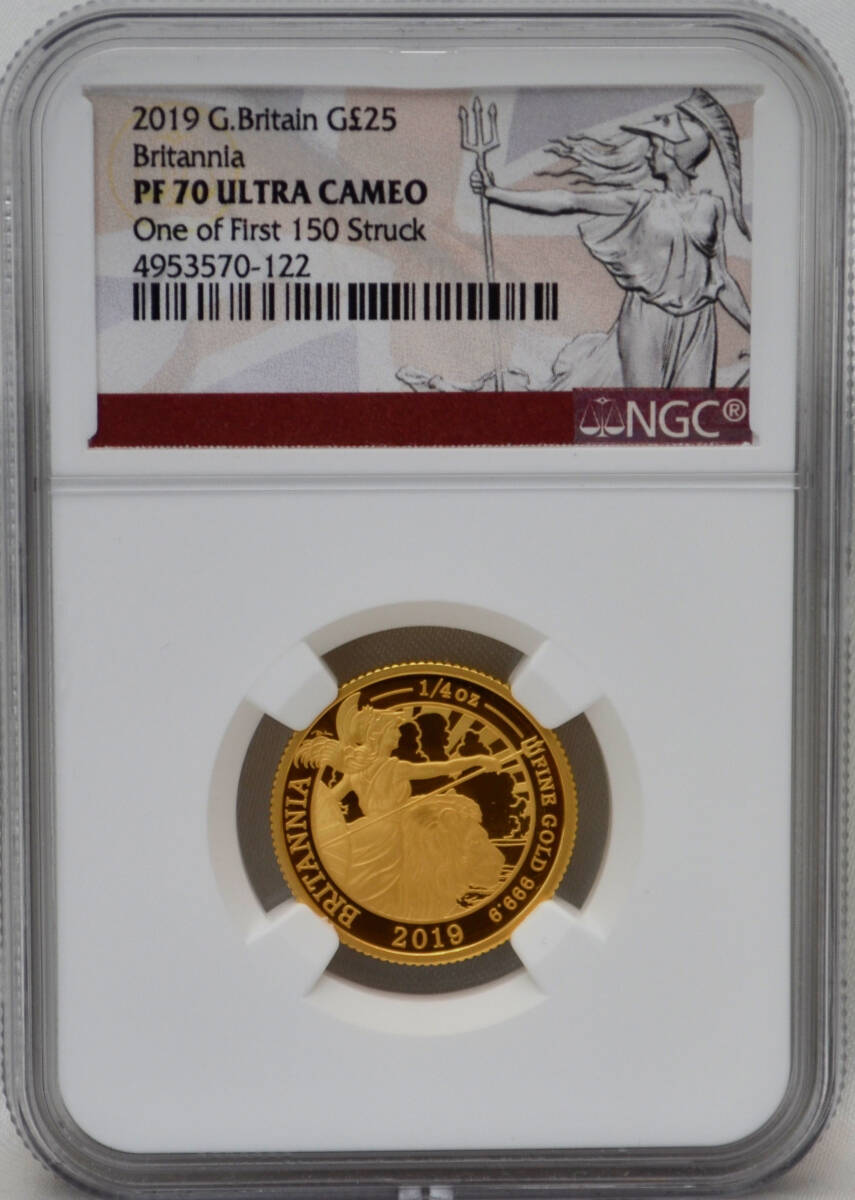 2019 G.Britain G£25
Britannia
PF 70 ULTRA CAMEO
One of First 150 Struck
4953570-122
NGC®
1/4 OZ
FINE GOLD 999.9
BRITANNIA
2019